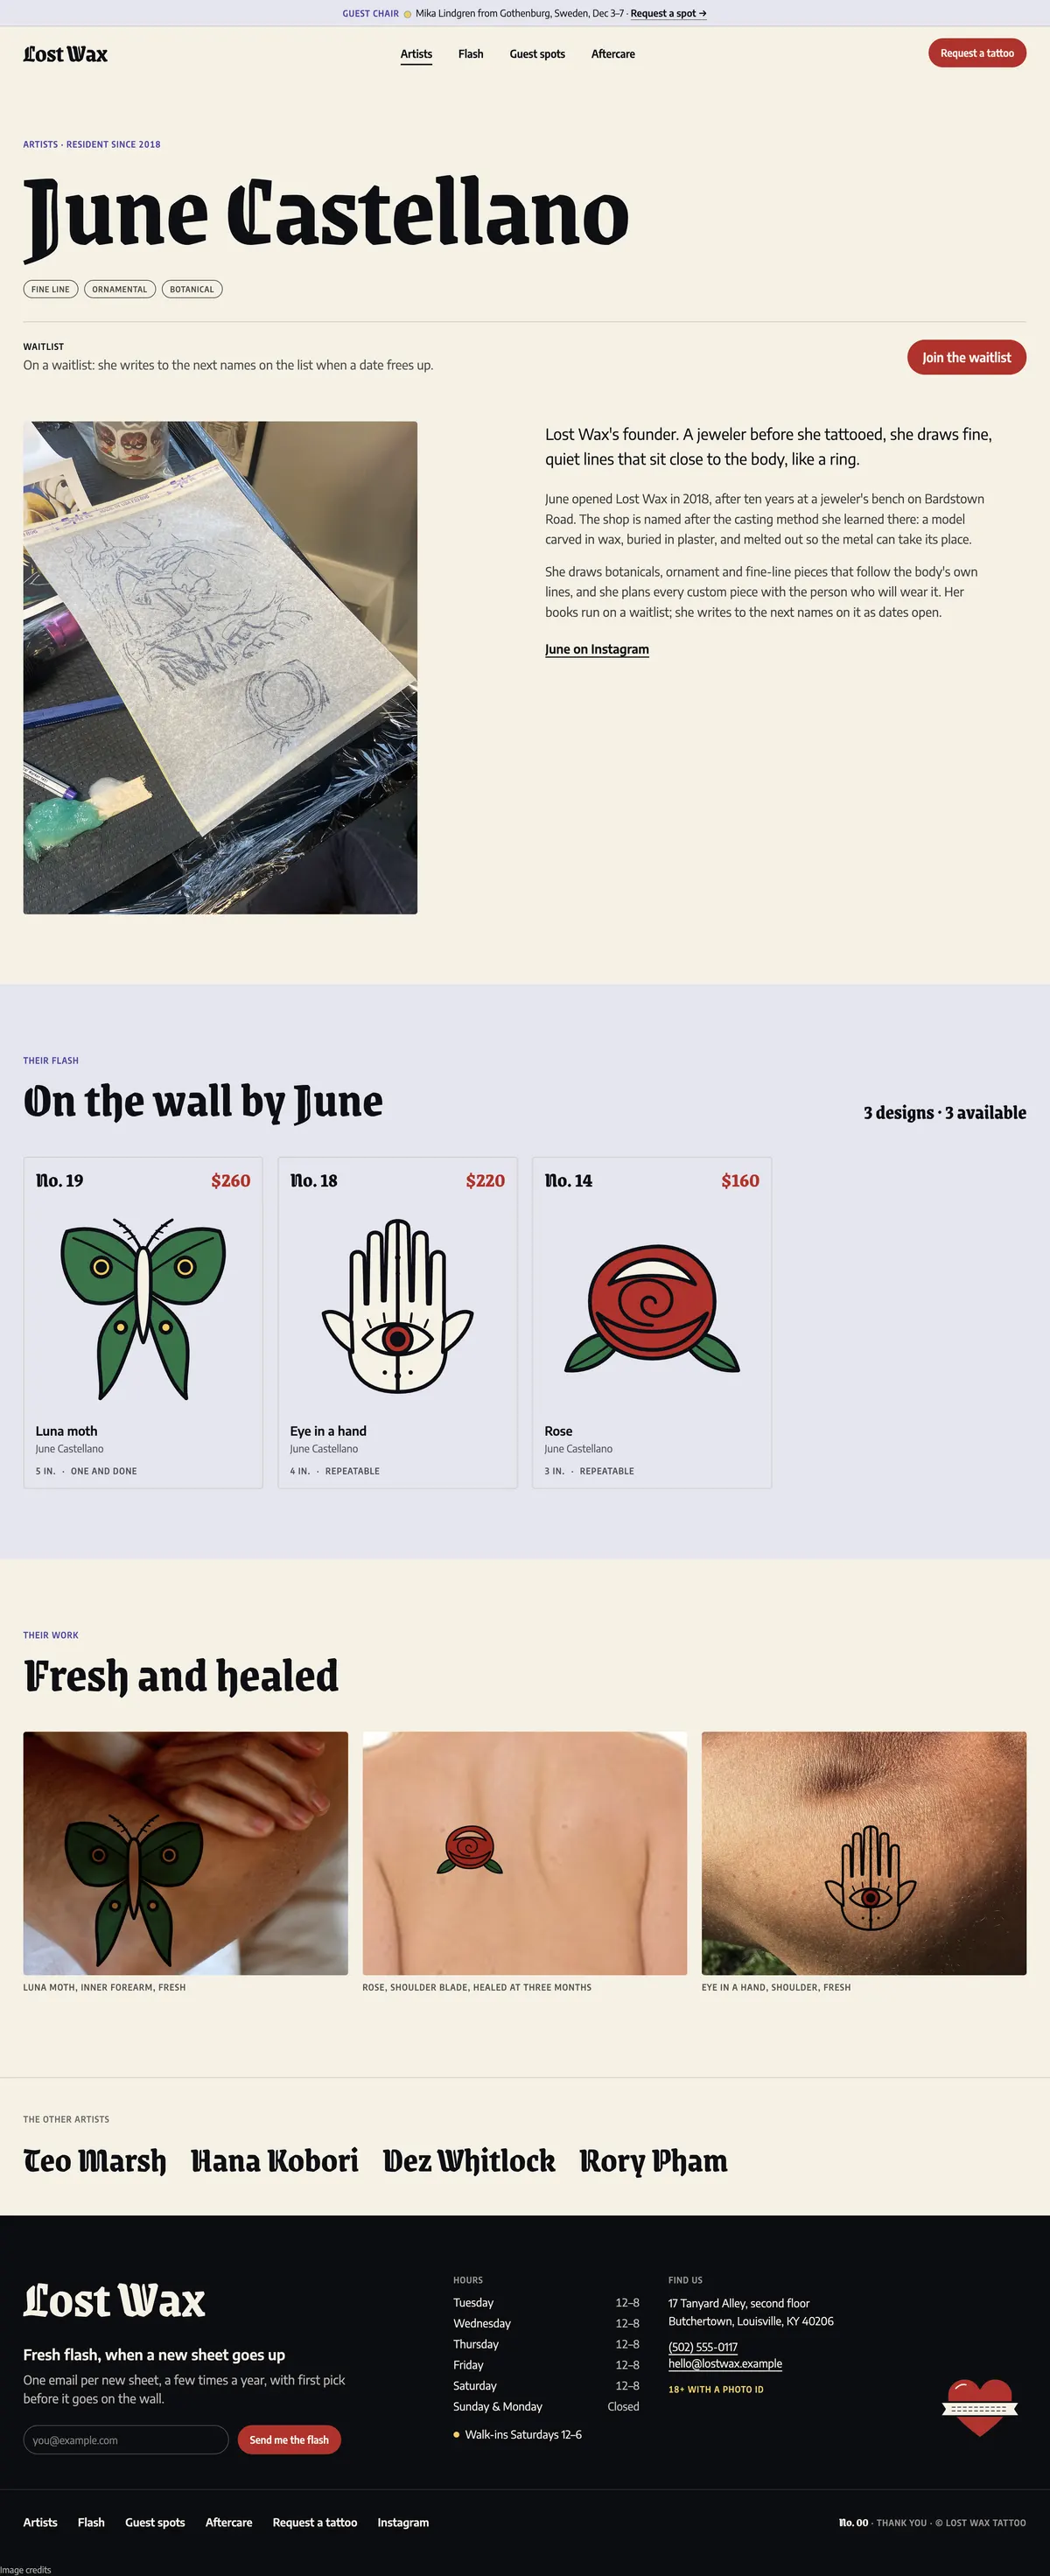 GUEST CHAIR Mika Lindgren from Gothenburg, Sweden, Dec 3–7 · Request a spot →
Lost Wax
Artists
Flash
Guest spots
Aftercare
Request a tattoo
ARTISTS · RESIDENT SINCE 2018
June Castellano
FINE LINE
ORNAMENTAL
BOTANICAL
WAITLIST
On a waitlist: she writes to the next names on the list when a date frees up.
Join the waitlist
Lost Wax's founder. A jeweler before she tattooed, she draws fine,
quiet lines that sit close to the body, like a ring.
June opened Lost Wax in 2018, after ten years at a jeweler's bench on Bardstown
Road. The shop is named after the casting method she learned there: a model
carved in wax, buried in plaster, and melted out so the metal can take its place.
She draws botanicals, ornament and fine-line pieces that follow the body's own
lines, and she plans every custom piece with the person who will wear it. Her
books run on a waitlist; she writes to the next names on it as dates open.
June on Instagram
THEIR FLASH
On the wall by June
3 designs · 3 available
No. 19
$260
Luna moth
June Castellano
5 IN. · ONE AND DONE
No. 18
$220
Eye in a hand
June Castellano
4 IN. · REPEATABLE
No. 14
$160
Rose
June Castellano
3 IN. · REPEATABLE
THEIR WORK
Fresh and healed
LUNA MOTH, INNER FOREARM, FRESH
ROSE, SHOULDER BLADE, HEALED AT THREE MONTHS
EYE IN A HAND, SHOULDER, FRESH
THE OTHER ARTISTS
Teo Marsh
Hana Kobori
Dez Whitlock
Rory Pham
Lost Wax
Fresh flash, when a new sheet goes up
One email per new sheet, a few times a year, with first pick
before it goes on the wall.
you@example.com
Send me the flash
HOURS
Tuesday 12–8
Wednesday 12–8
Thursday 12–8
Friday 12–8
Saturday 12–8
Sunday & Monday Closed
Walk-ins Saturdays 12–6
FIND US
17 Tanyard Alley, second floor
Butchertown, Louisville, KY 40206
(502) 555-0117
hello@lostwax.example
18+ WITH A PHOTO ID
Artists
Flash
Guest spots
Aftercare
Request a tattoo
Instagram
No. 00 · THANK YOU · © LOST WAX TATTOO
Image credits